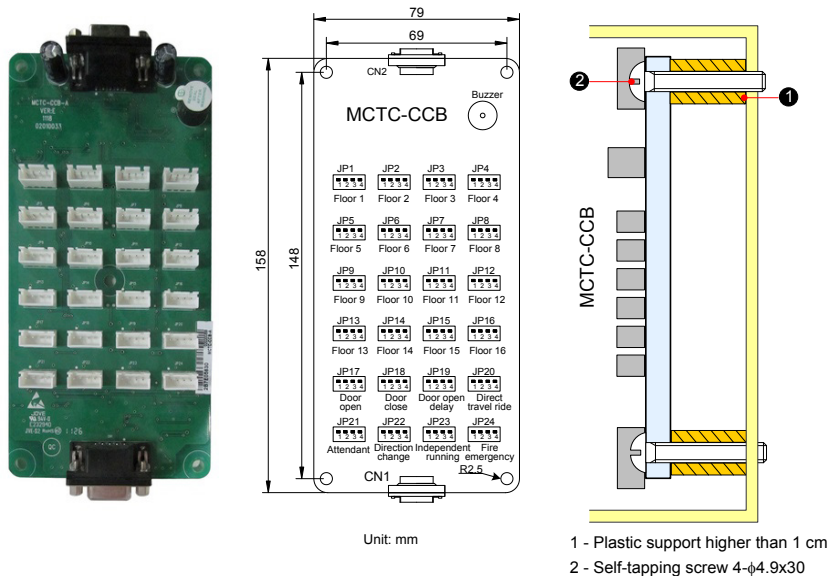 MCTC-CCB-A
VER:E
1118
02010033
79
69
158
148
CN2
Buzzer
MCTC-CCB
JP1 JP2 JP3 JP4
1 2 3 4 1 2 3 4 1 2 3 4 1 2 3 4
Floor 1 Floor 2 Floor 3 Floor 4
JP5 JP6 JP7 JP8
1 2 3 4 1 2 3 4 1 2 3 4 1 2 3 4
Floor 5 Floor 6 Floor 7 Floor 8
JP9 JP10 JP11 JP12
1 2 3 4 1 2 3 4 1 2 3 4 1 2 3 4
Floor 9 Floor 10 Floor 11 Floor 12
JP13 JP14 JP15 JP16
1 2 3 4 1 2 3 4 1 2 3 4 1 2 3 4
Floor 13 Floor 14 Floor 15 Floor 16
JP17 JP18 JP19 JP20
1 2 3 4 1 2 3 4 1 2 3 4 1 2 3 4
Door Door Door open Direct
open close delay travel ride
JP21 JP22 JP23 JP24
1 2 3 4 1 2 3 4 1 2 3 4 1 2 3 4
Attendant Direction Independent Fire
change running emergency
CN1
R2.5
Unit: mm
MCTC-CCB
2
1
1 - Plastic support higher than 1 cm
2 - Self-tapping screw 4-ϕ4.9x30